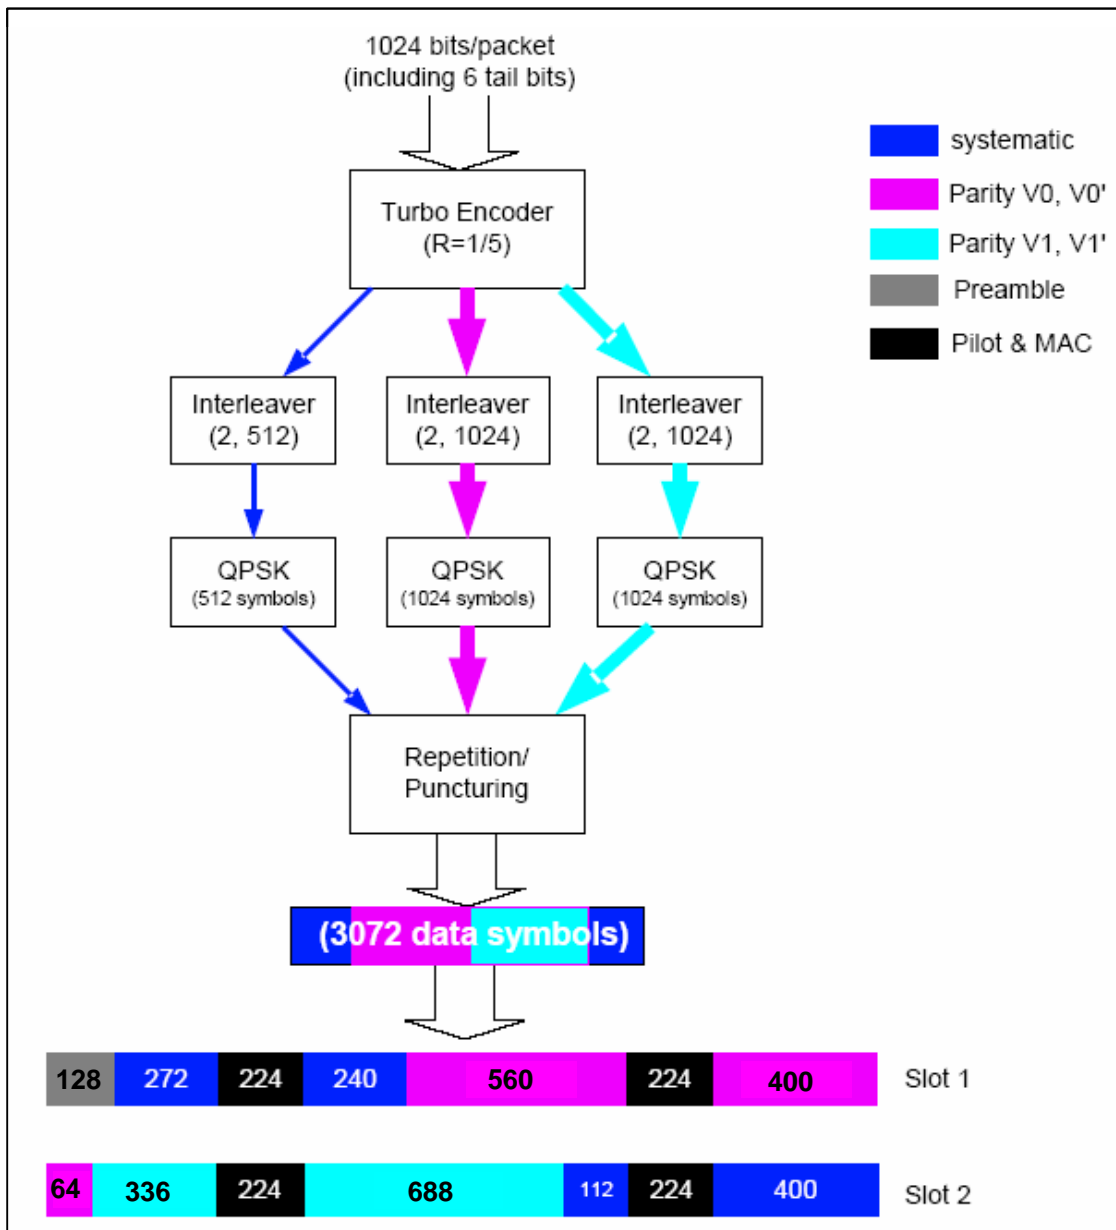 1024 bits/packet
(including 6 tail bits)
systematic
Parity V0, V0'
Parity V1, V1'
Preamble
Pilot & MAC
Turbo Encoder
(R=1/5)
Interleaver
(2, 512)
Interleaver
(2, 1024)
Interleaver
(2, 1024)
QPSK
(512 symbols)
QPSK
(1024 symbols)
QPSK
(1024 symbols)
Repetition/
Puncturing
(3072 data symbols)
128 272 224 240 560 224 400 Slot 1
64 336 224 688 112 224 400 Slot 2